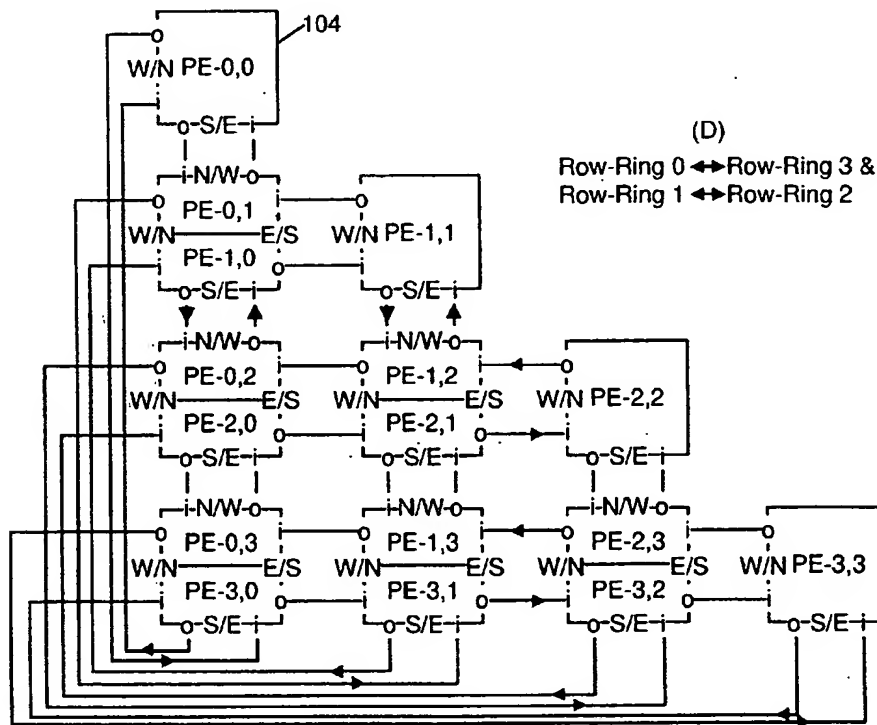 104
o
W/N PE-0,0
i
o S/E i
(D)
Row-Ring 0 ◄►Row-Ring 3 &
Row-Ring 1 ◄►Row-Ring 2
i N/W o
o PE-0,1 i o
W/N E/S W/N PE-1,1
i PE-1,0 o i
o S/E i o S/E i
i N/W o i N/W o
o PE-0,2 i o PE-1,2 i o
W/N E/S W/N E/S W/N PE-2,2
i PE-2,0 o i PE-2,1 o i
o S/E i o S/E i o S/E i
i N/W o i N/W o i N/W o
o PE-0,3 i o PE-1,3 i o PE-2,3 i o
W/N E/S W/N E/S W/N E/S W/N PE-3,3
i PE-3,0 o i PE-3,1 o i PE-3,2 o i
o S/E i o S/E i o S/E i o S/E i